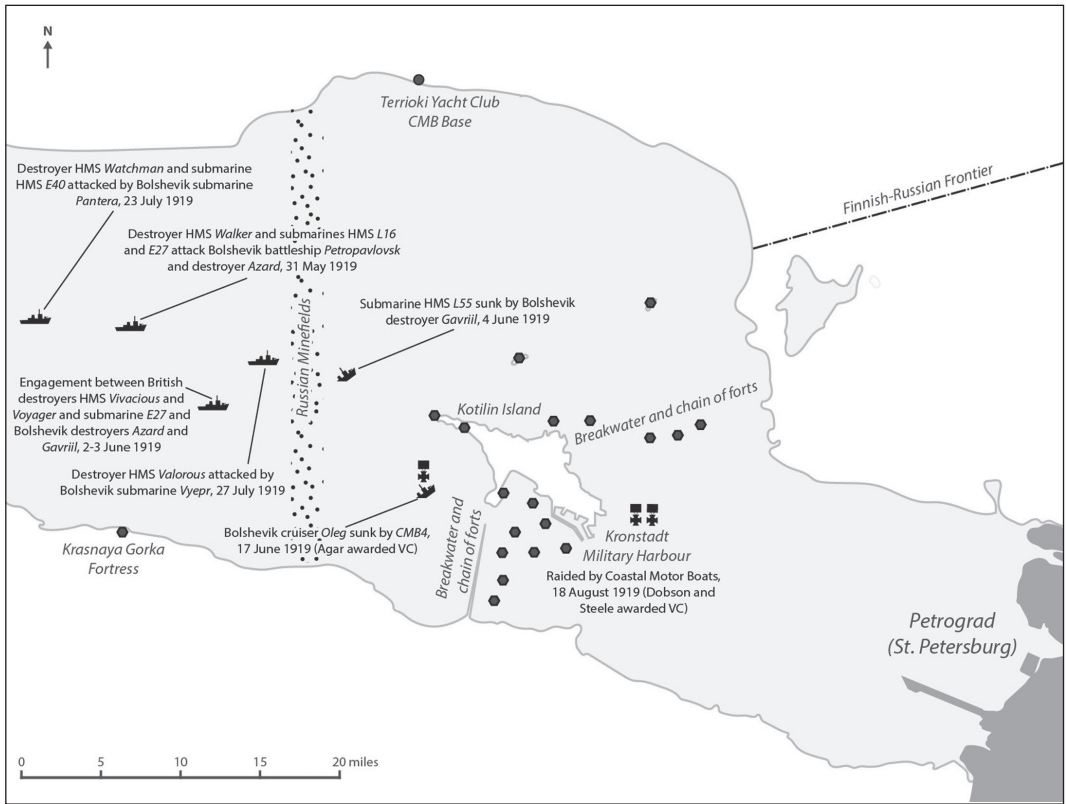 N
Terrioki Yacht Club
CMB Base
Destroyer HMS Watchman and submarine
HMS E40 attacked by Bolshevik submarine
Pantera, 23 July 1919
Finnish-Russian Frontier
Destroyer HMS Walker and submarines HMS L16
and E27 attack Bolshevik battleship Petropavlovsk
and destroyer Azard, 31 May 1919
Submarine HMS L55 sunk by Bolshevik
destroyer Gavriil, 4 June 1919
Russian Minefields
Engagement between British
destroyers HMS Vivacious and
Voyager and submarine E27 and
Bolshevik destroyers Azard and
Gavriil, 2-3 June 1919
Kotilin Island
Breakwater and chain of forts
Destroyer HMS Valorous attacked by
Bolshevik submarine Vyepr, 27 July 1919
Bolshevik cruiser Oleg sunk by CMB4,
17 June 1919 (Agar awarded VC)
Krasnaya Gorka
Fortress
Breakwater and
chain of forts
Kronstadt
Military Harbour
Raided by Coastal Motor Boats,
18 August 1919 (Dobson and
Steele awarded VC)
Petrograd
(St. Petersburg)
0 5 10 15 20 miles